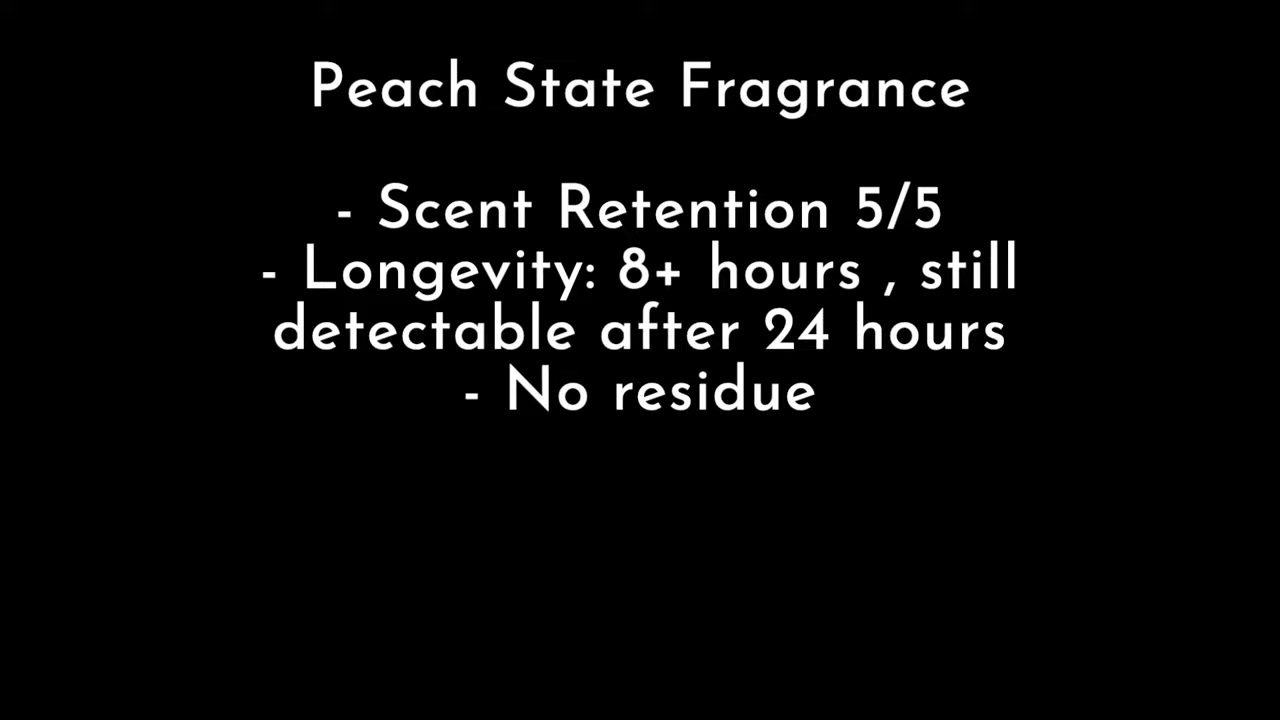 Peach State Fragrance
- Scent Retention 5/5
- Longevity: 8+ hours , still
detectable after 24 hours
- No residue